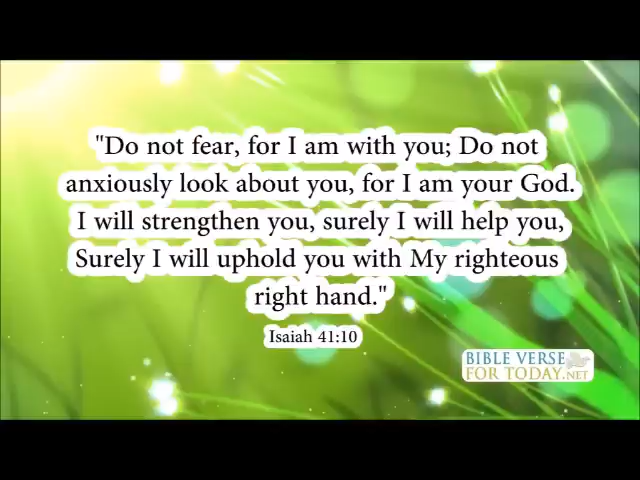 "Do not fear, for I am with you; Do not
anxiously look about you, for I am your God.
I will strengthen you, surely I will help you,
Surely I will uphold you with My righteous
right hand."
Isaiah 41:10
BIBLE VERSE
FOR TODAY.NET